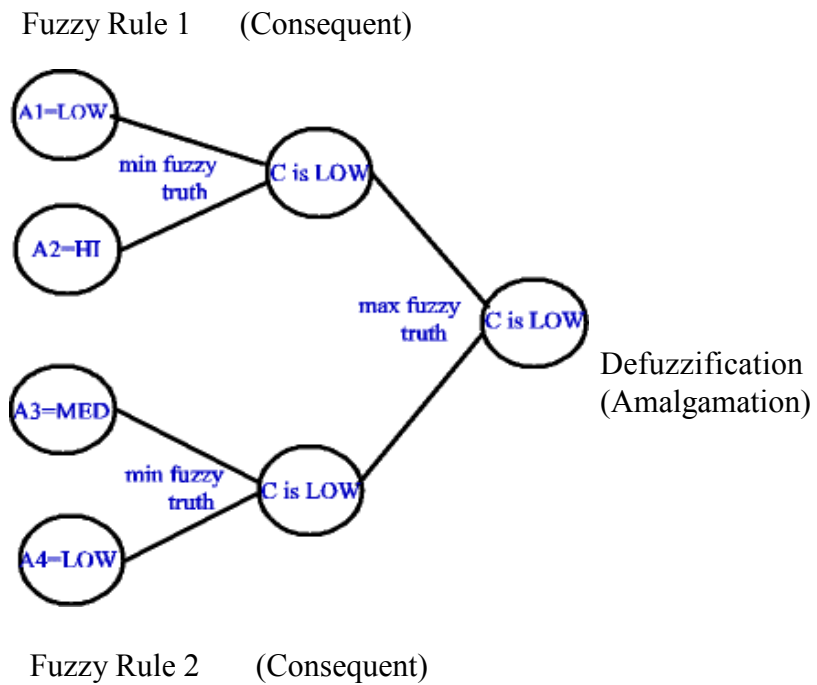 Fuzzy Rule 1 (Consequent)
A1=LOW
min fuzzy
truth
C is LOW
A2=HI
max fuzzy
truth
C is LOW
Defuzzification
(Amalgamation)
A3=MED
min fuzzy
truth
C is LOW
A4=LOW
Fuzzy Rule 2 (Consequent)